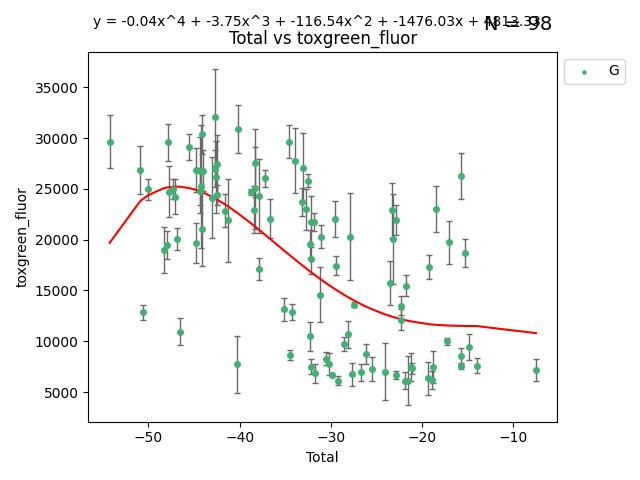 y = -0.04x^4 + -3.75x^3 + -116.54x^2 + -1476.03x +
N = 98
Total vs toxgreen_fluor
G
35000
30000
25000
20000
15000
10000
5000
toxgreen_fluor
−50
−40
−30
−20
−10
Total